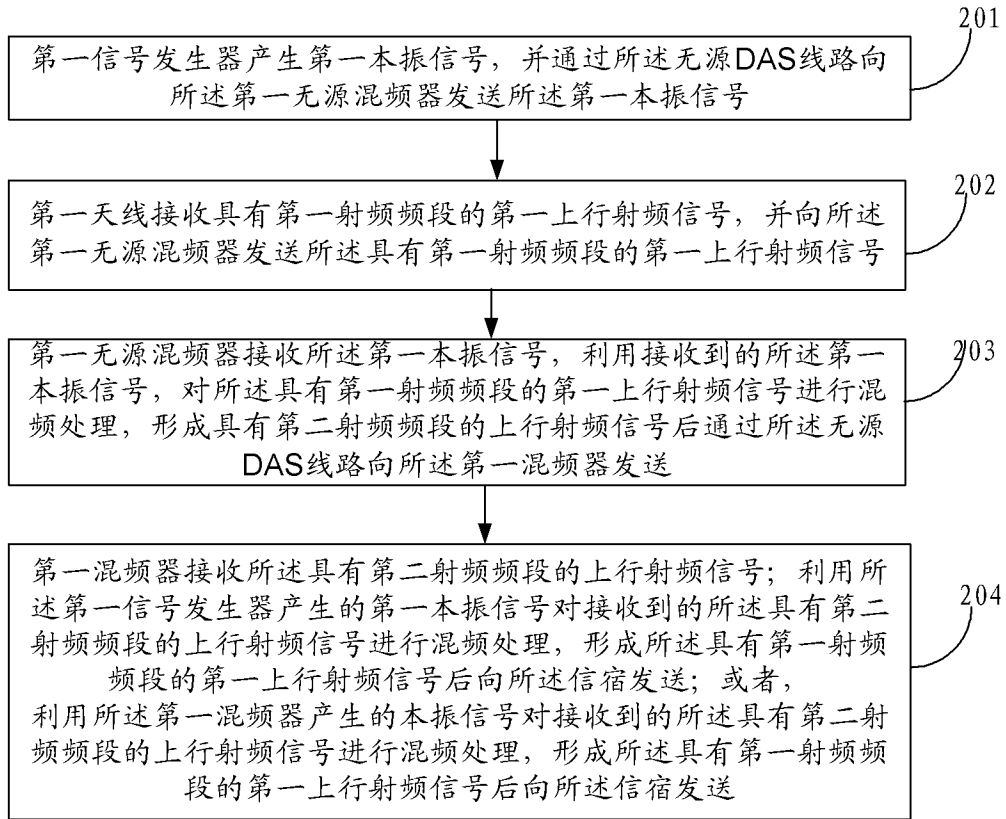 201
第一信号发生器产生第一本振信号，并通过所述无源DAS线路向
所述第一无源混频器发送所述第一本振信号
202
第一天线接收具有第一射频频段的第一上行射频信号，并向所述
第一无源混频器发送所述具有第一射频频段的第一上行射频信号
203
第一无源混频器接收所述第一本振信号，利用接收到的所述第一
本振信号，对所述具有第一射频频段的第一上行射频信号进行混
频处理，形成具有第二射频频段的上行射频信号后通过所述无源
DAS线路向所述第一混频器发送
204
第一混频器接收所述具有第二射频频段的上行射频信号；利用所
述第一信号发生器产生的第一本振信号对接收到的所述具有第二
射频频段的上行射频信号进行混频处理，形成所述具有第一射频
频段的第一上行射频信号后向所述信宿发送；或者，
利用所述第一混频器产生的本振信号对接收到的所述具有第二射
频频段的上行射频信号进行混频处理，形成所述具有第一射频频
段的第一上行射频信号后向所述信宿发送